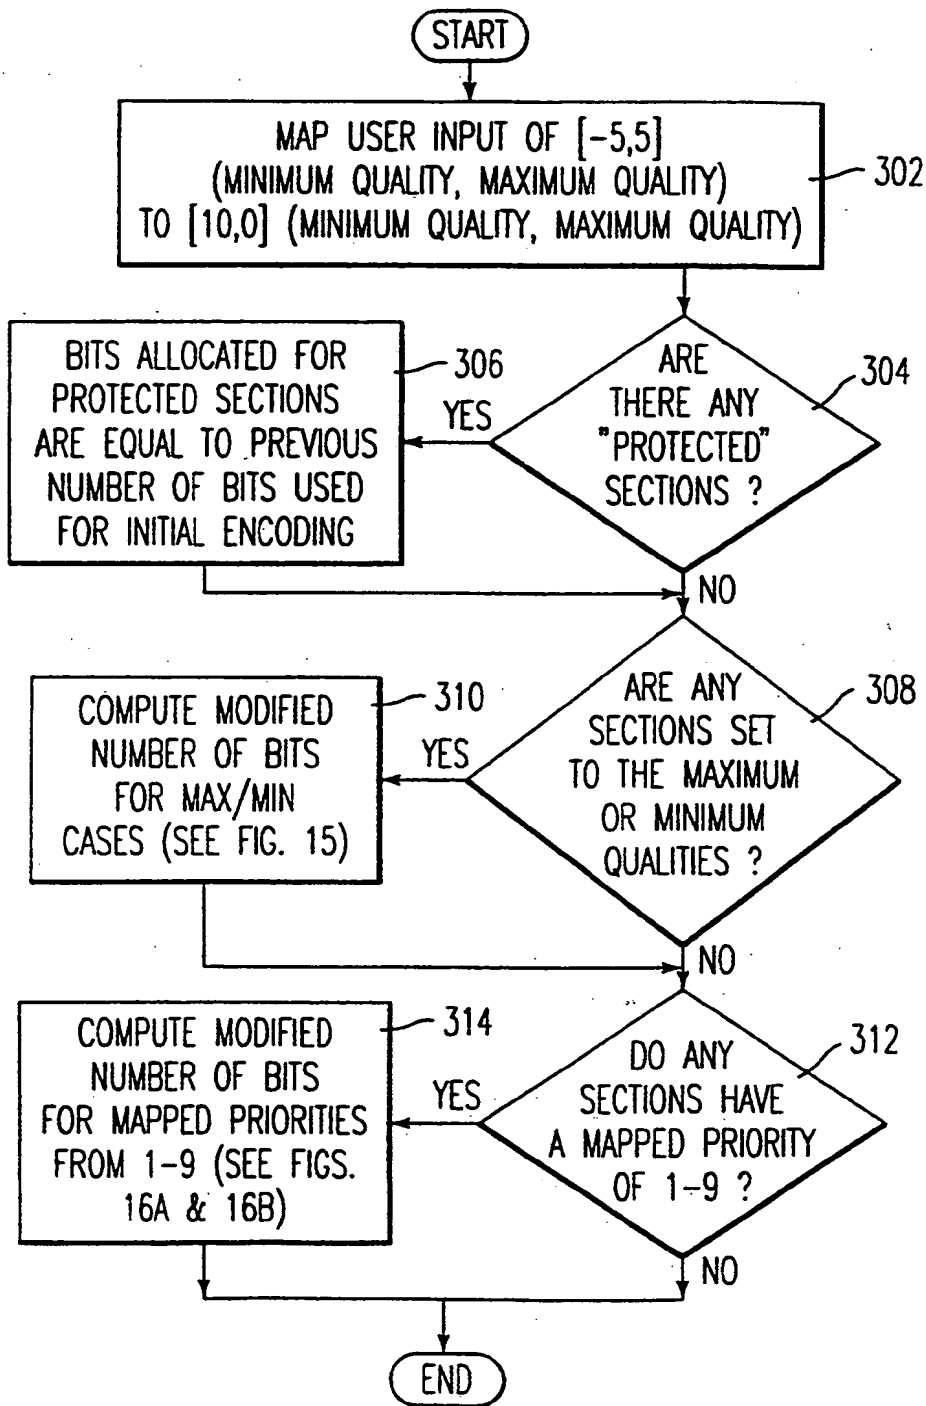 START
MAP USER INPUT OF [-5,5]
(MINIMUM QUALITY, MAXIMUM QUALITY)
TO [10,0] (MINIMUM QUALITY, MAXIMUM QUALITY)
302
ARE
THERE ANY
"PROTECTED"
SECTIONS ?
304
YES
BITS ALLOCATED FOR
PROTECTED SECTIONS
ARE EQUAL TO PREVIOUS
NUMBER OF BITS USED
FOR INITIAL ENCODING
306
NO
ARE ANY
SECTIONS SET
TO THE MAXIMUM
OR MINIMUM
QUALITIES ?
308
YES
COMPUTE MODIFIED
NUMBER OF BITS
FOR MAX/MIN
CASES (SEE FIG. 15)
310
NO
DO ANY
SECTIONS HAVE
A MAPPED PRIORITY
OF 1-9 ?
312
YES
COMPUTE MODIFIED
NUMBER OF BITS
FOR MAPPED PRIORITIES
FROM 1-9 (SEE FIGS.
16A & 16B)
314
NO
END